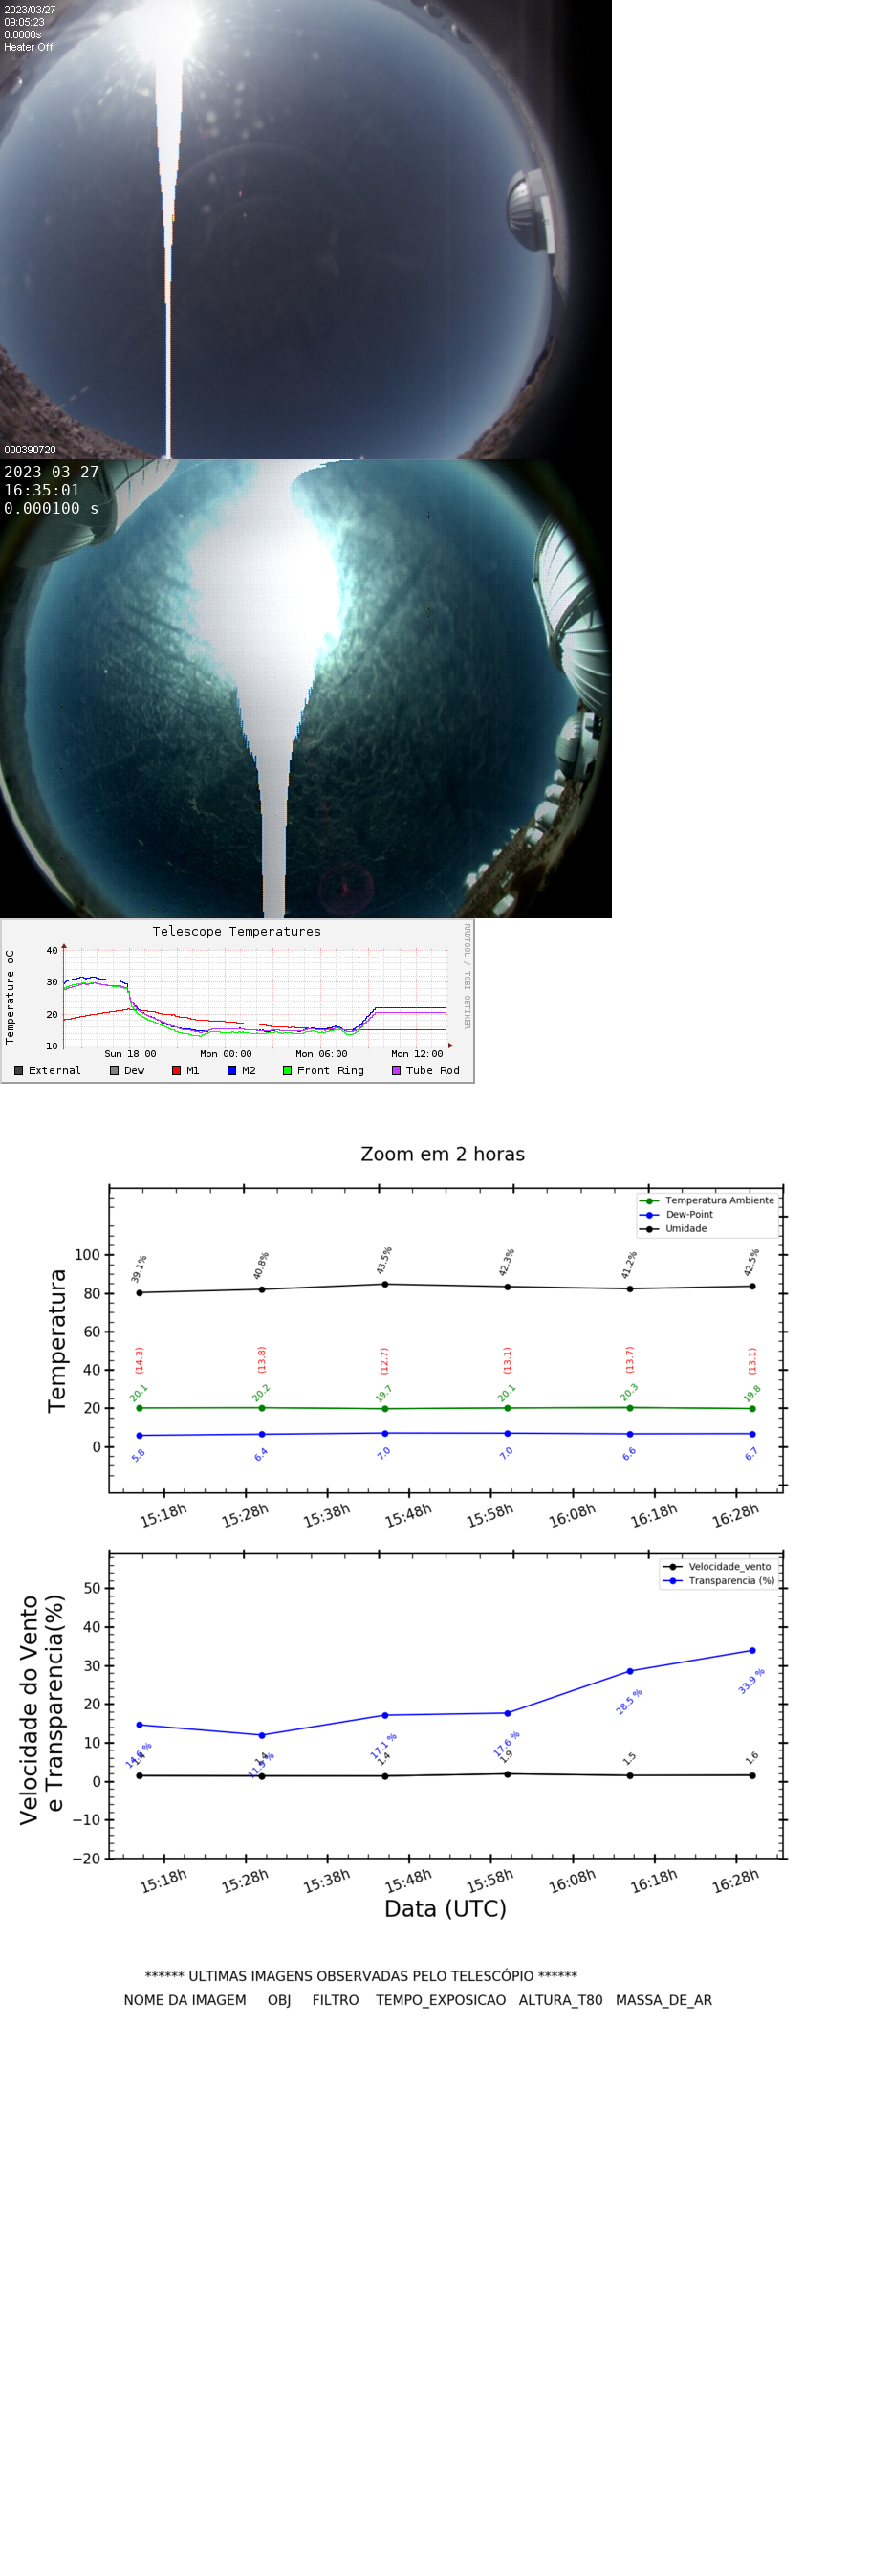 2023/03/27
09:05:23
0.0000s
Heater Off
000390720
2023-03-27
16:35:01
0.000100 s
Telescope Temperatures
RRDTOOL / TOBI OETIKER
Temperature oC
40
30
20
10
Sun 18:00 Mon 00:00 Mon 06:00 Mon 12:00
External Dew M1 M2 Front Ring Tube Rod
Zoom em 2 horas
Temperatura Ambiente
Dew-Point
Umidade
Temperatura
100
80
60
40
20
0
39.1% 40.8% 43.5% 42.3% 41.2% 42.5%
(14.3) (13.8) (12.7) (13.1) (13.7) (13.1)
20.1 20.2 19.7 20.1 20.3 19.8
5.8 6.4 7.0 7.0 6.6 6.7
15:18h 15:28h 15:38h 15:48h 15:58h 16:08h 16:18h 16:28h
Velocidade_vento
Transparencia (%)
Velocidade do Vento
e Transparencia(%)
50
40
30
20
10
0
−10
−20
17.1 % 17.6 % 28.5 % 33.9 %
1.4 1.4 1.4 1.9 1.5 1.6
15:18h 15:28h 15:38h 15:48h 15:58h 16:08h 16:18h 16:28h
Data (UTC)
****** ULTIMAS IMAGENS OBSERVADAS PELO TELESCÓPIO ******
NOME DA IMAGEM OBJ FILTRO TEMPO_EXPOSICAO ALTURA_T80 MASSA_DE_AR